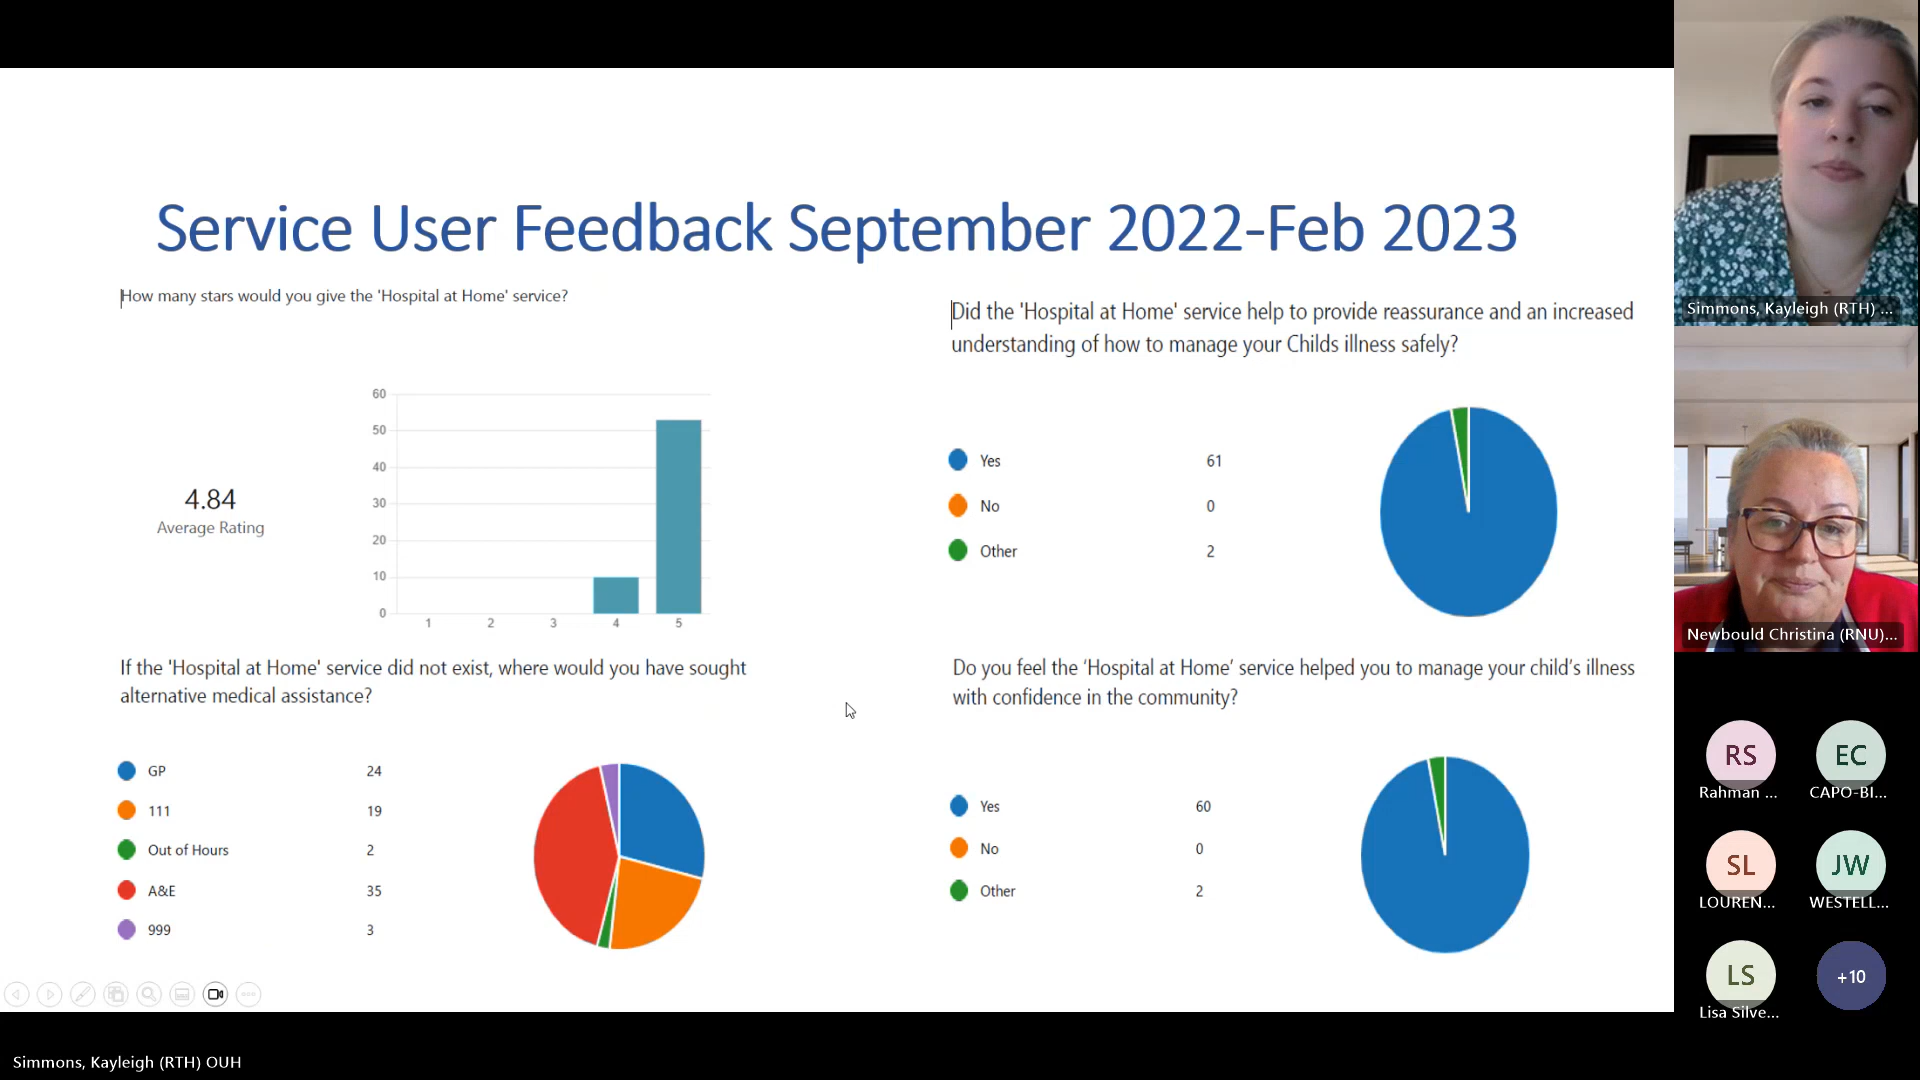 Service User Feedback September 2022-Feb 2023
How many stars would you give the 'Hospital at Home' service?
4.84
Average Rating
60
50
40
30
20
10
0
1 2 3 4 5
Did the 'Hospital at Home' service help to provide reassurance and an increased
understanding of how to manage your Childs illness safely?
Yes 61
No 0
Other 2
If the 'Hospital at Home' service did not exist, where would you have sought
alternative medical assistance?
GP 24
111 19
Out of Hours 2
A&E 35
999 3
Do you feel the ‘Hospital at Home’ service helped you to manage your child’s illness
with confidence in the community?
Yes 60
No 0
Other 2
Simmons, Kayleigh (RTH) ...
Newbould Christina (RNU)...
RS
Rahman ...
EC
CAPO-BI...
SL
LOUREN...
JW
WESTELL...
LS
Lisa Silve...
+10
Simmons, Kayleigh (RTH) OUH